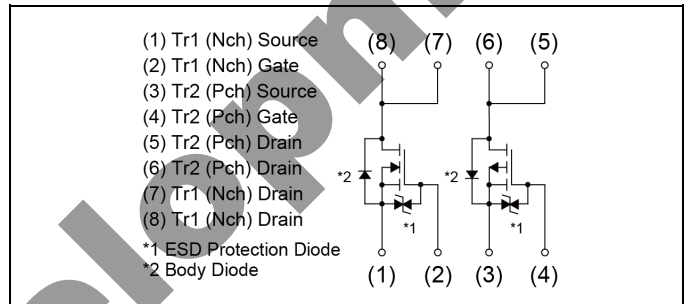 (1) Tr1 (Nch) Source
(2) Tr1 (Nch) Gate
(3) Tr2 (Pch) Source
(4) Tr2 (Pch) Gate
(5) Tr2 (Pch) Drain
(6) Tr2 (Pch) Drain
(7) Tr1 (Nch) Drain
(8) Tr1 (Nch) Drain
*1 ESD Protection Diode
*2 Body Diode
(8) (7) (6) (5)
*2 *2
*1 *1
(1) (2) (3) (4)